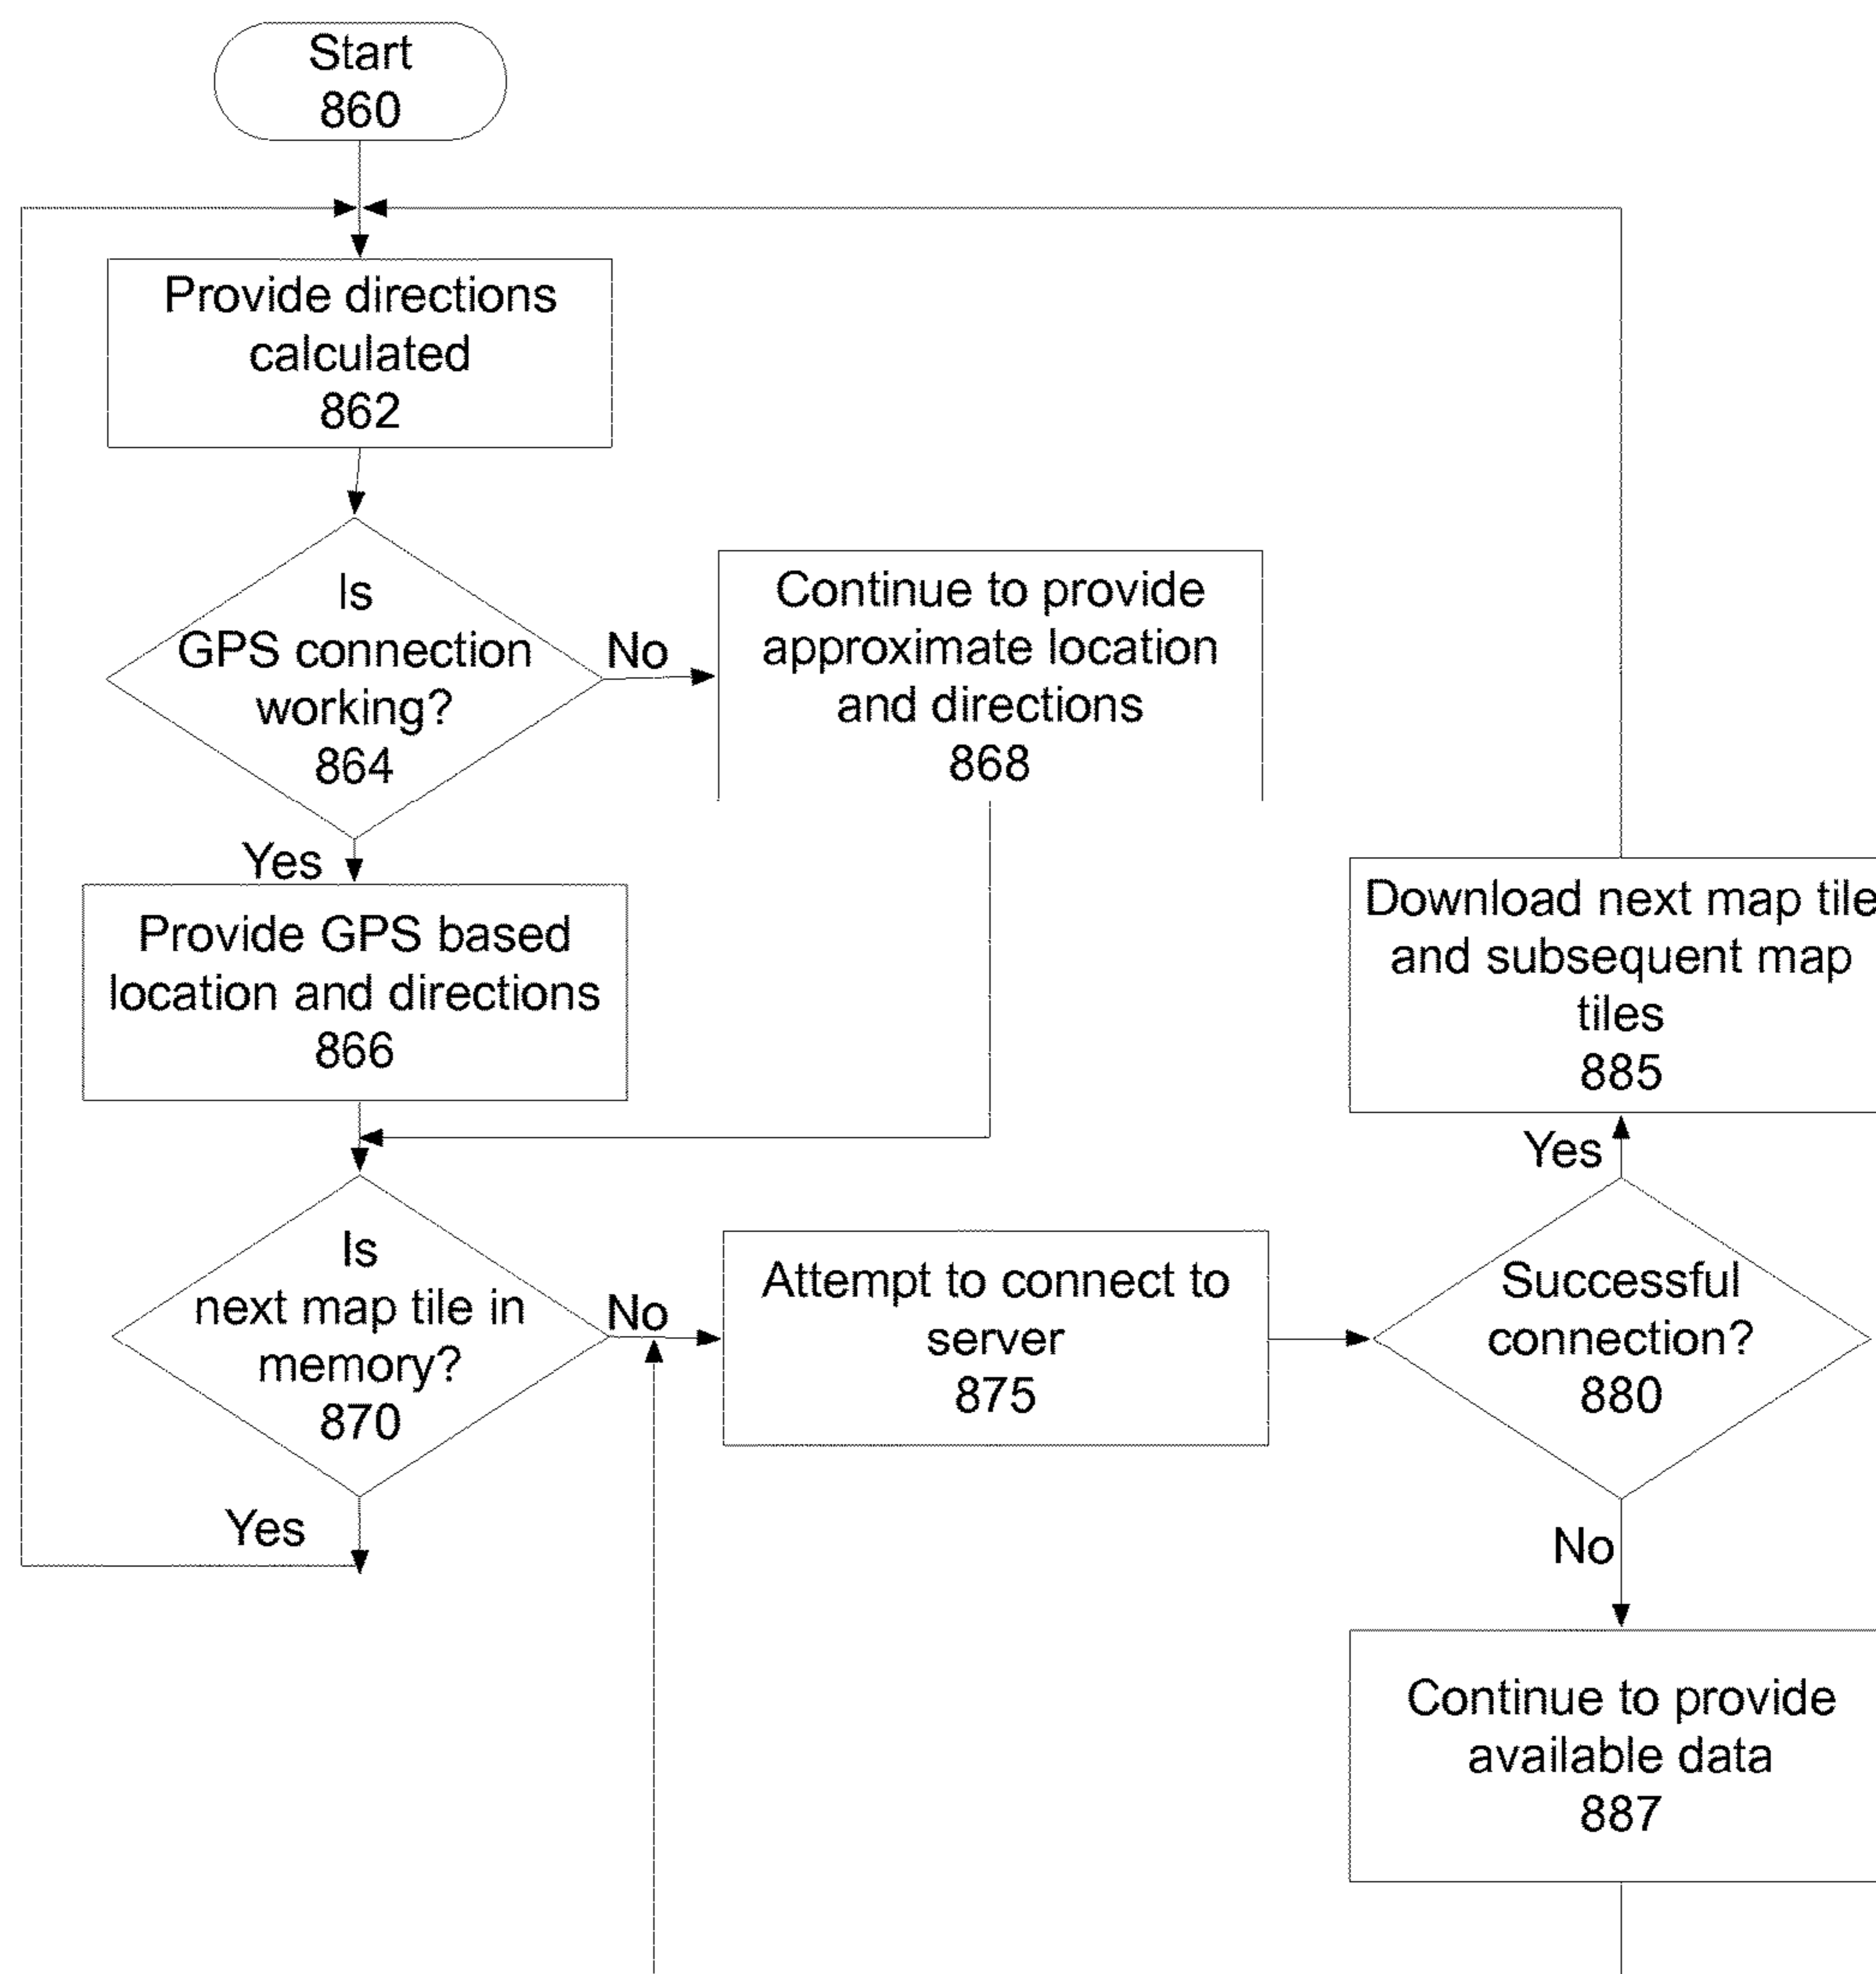 Start
860
Provide directions
calculated
862
Is
GPS connection
working?
864
No
Continue to provide
approximate location
and directions
868
Yes
Provide GPS based
location and directions
866
Download next map tile
and subsequent map
tiles
885
Yes
Is
next map tile in
memory?
870
No
Attempt to connect to
server
875
Successful
connection?
880
Yes
No
Continue to provide
available data
887